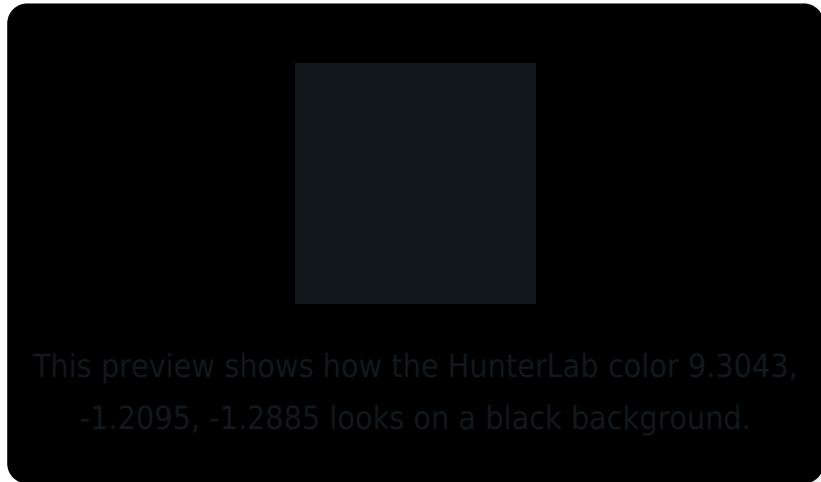 This preview shows how the HunterLab color 9.3043,
-1.2095, -1.2885 looks on a black background.